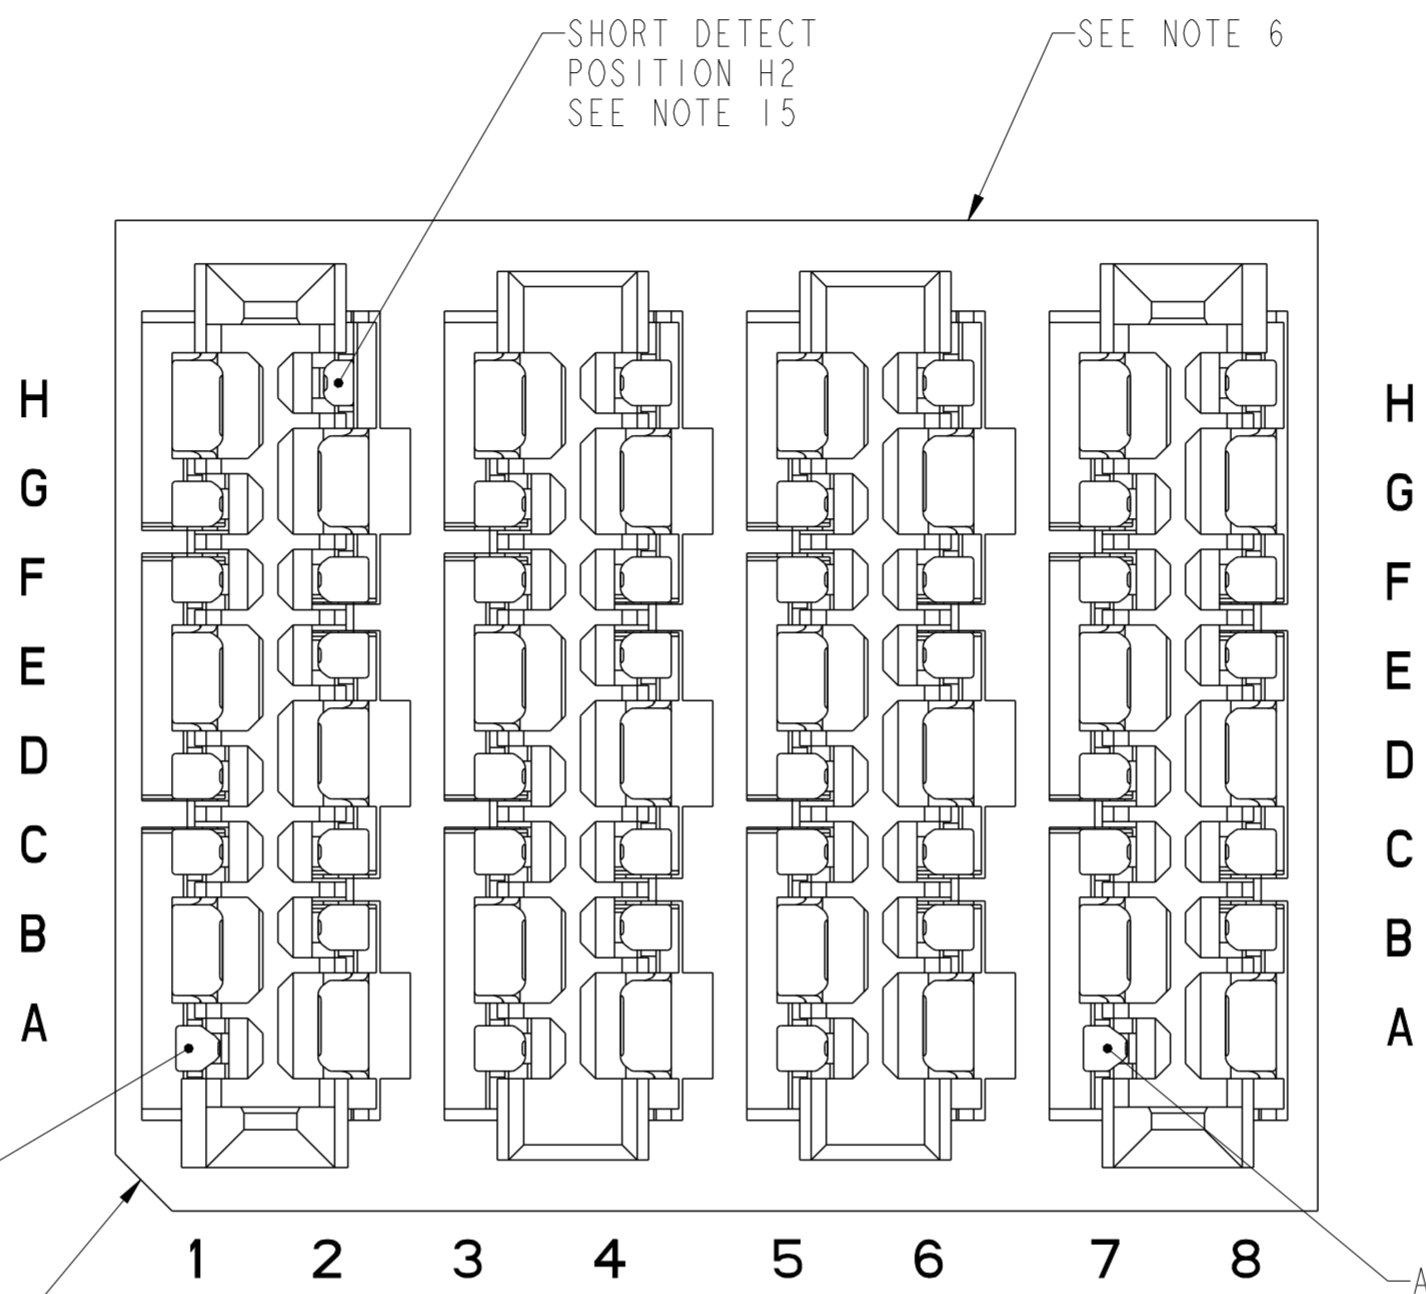 SHORT DETECT
POSITION H2
SEE NOTE 15
SEE NOTE 6
H H
G G
F F
E E
D D
C C
B B
A A
1 2 3 4 5 6 7 8
A